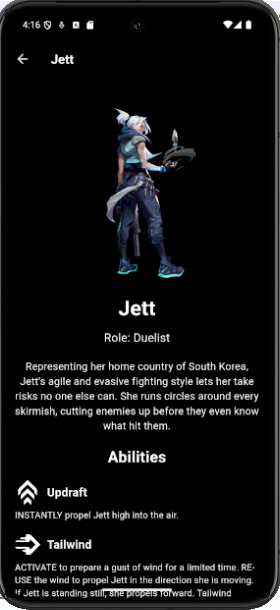 4:16
Jett
Jett
Role: Duelist
Representing her home country of South Korea,
Jett's agile and evasive fighting style lets her take
risks no one else can. She runs circles around every
skirmish, cutting enemies up before they even know
what hit them.
Abilities
Updraft
INSTANTLY propel Jett high into the air.
Tailwind
ACTIVATE to prepare a gust of wind for a limited time. RE-
USE the wind to propel Jett in the direction she is moving.
If Jett is standing still, she propels forward. Tailwind